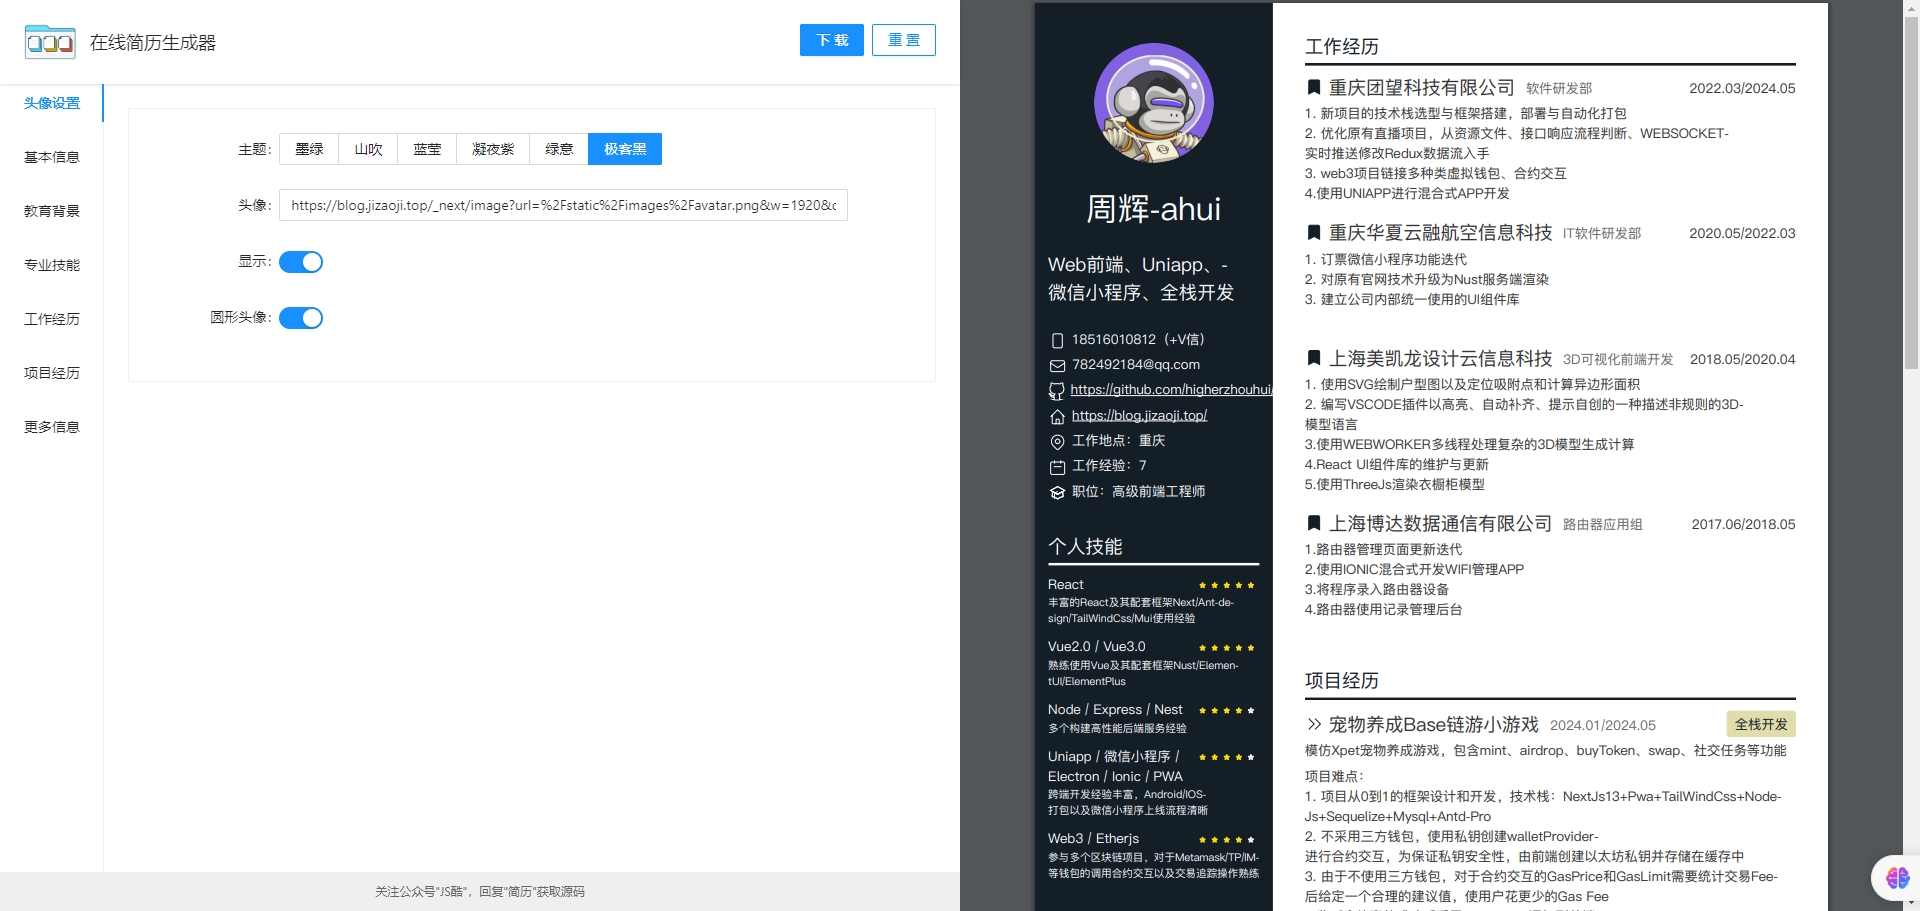 在线简历生成器
下 载
重 置
头像设置
基本信息
教育背景
专业技能
工作经历
项目经历
更多信息
主题：
墨绿
山吹
蓝莹
凝夜紫
绿意
极客黑
头像：
https://blog.jizaoji.top/_next/image?url=%2Fstatic%2Fimages%2Favatar.png&w=1920&c
显示：
圆形头像：
关注公众号"JS酷"，回复"简历"获取源码
周辉-ahui
Web前端、Uniapp、-
微信小程序、全栈开发
18516010812（+V信）
782492184@qq.com
https://github.com/higherzhouhui/
https://blog.jizaoji.top/
工作地点：重庆
工作经验：7
职位：高级前端工程师
个人技能
React
丰富的React及其配套框架Next/Ant-de-
sign/TailWindCss/Mui使用经验
Vue2.0 / Vue3.0
熟练使用Vue及其配套框架Nust/Elemen-
tUI/ElementPlus
Node / Express / Nest
多个构建高性能后端服务经验
Uniapp / 微信小程序 /
Electron / Ionic / PWA
跨端开发经验丰富，Android/IOS-
打包以及微信小程序上线流程清晰
Web3 / Etherjs
参与多个区块链项目，对于Metamask/TP/IM-
等钱包的调用合约交互以及交易追踪操作熟练
工作经历
重庆团望科技有限公司 软件研发部 2022.03/2024.05
1. 新项目的技术栈选型与框架搭建，部署与自动化打包
2. 优化原有直播项目，从资源文件、接口响应流程判断、WEBSOCKET-
实时推送修改Redux数据流入手
3. web3项目链接多种类虚拟钱包、合约交互
4.使用UNIAPP进行混合式APP开发
重庆华夏云融航空信息科技 IT软件研发部 2020.05/2022.03
1. 订票微信小程序功能迭代
2. 对原有官网技术升级为Nust服务端渲染
3. 建立公司内部统一使用的UI组件库
上海美凯龙设计云信息科技 3D可视化前端开发 2018.05/2020.04
1. 使用SVG绘制户型图以及定位吸附点和计算异边形面积
2. 编写VSCODE插件以高亮、自动补齐、提示自创的一种描述非规则的3D-
模型语言
3.使用WEBWORKER多线程处理复杂的3D模型生成计算
4.React UI组件库的维护与更新
5.使用ThreeJs渲染衣橱柜模型
上海博达数据通信有限公司 路由器应用组 2017.06/2018.05
1.路由器管理页面更新迭代
2.使用IONIC混合式开发WIFI管理APP
3.将程序录入路由器设备
4.路由器使用记录管理后台
项目经历
宠物养成Base链游小游戏 2024.01/2024.05 全栈开发
模仿Xpet宠物养成游戏，包含mint、airdrop、buyToken、swap、社交任务等功能
项目难点：
1. 项目从0到1的框架设计和开发，技术栈：NextJs13+Pwa+TailWindCss+Node-
Js+Sequelize+Mysql+Antd-Pro
2. 不采用三方钱包，使用私钥创建walletProvider-
进行合约交互，为保证私钥安全性，由前端创建以太坊私钥并存储在缓存中
3. 由于不使用三方钱包，对于合约交互的GasPrice和GasLimit需要统计交易Fee-
后给定一个合理的建议值，使用户花更少的Gas Fee